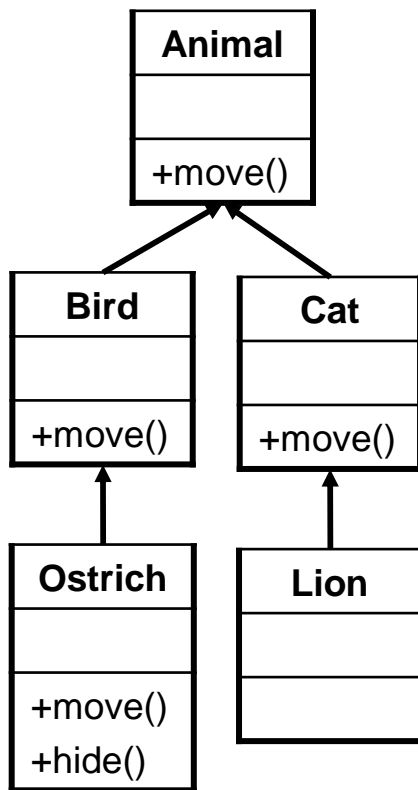 Animal
+move()
Bird
+move()
Cat
+move()
Ostrich
+move()
+hide()
Lion